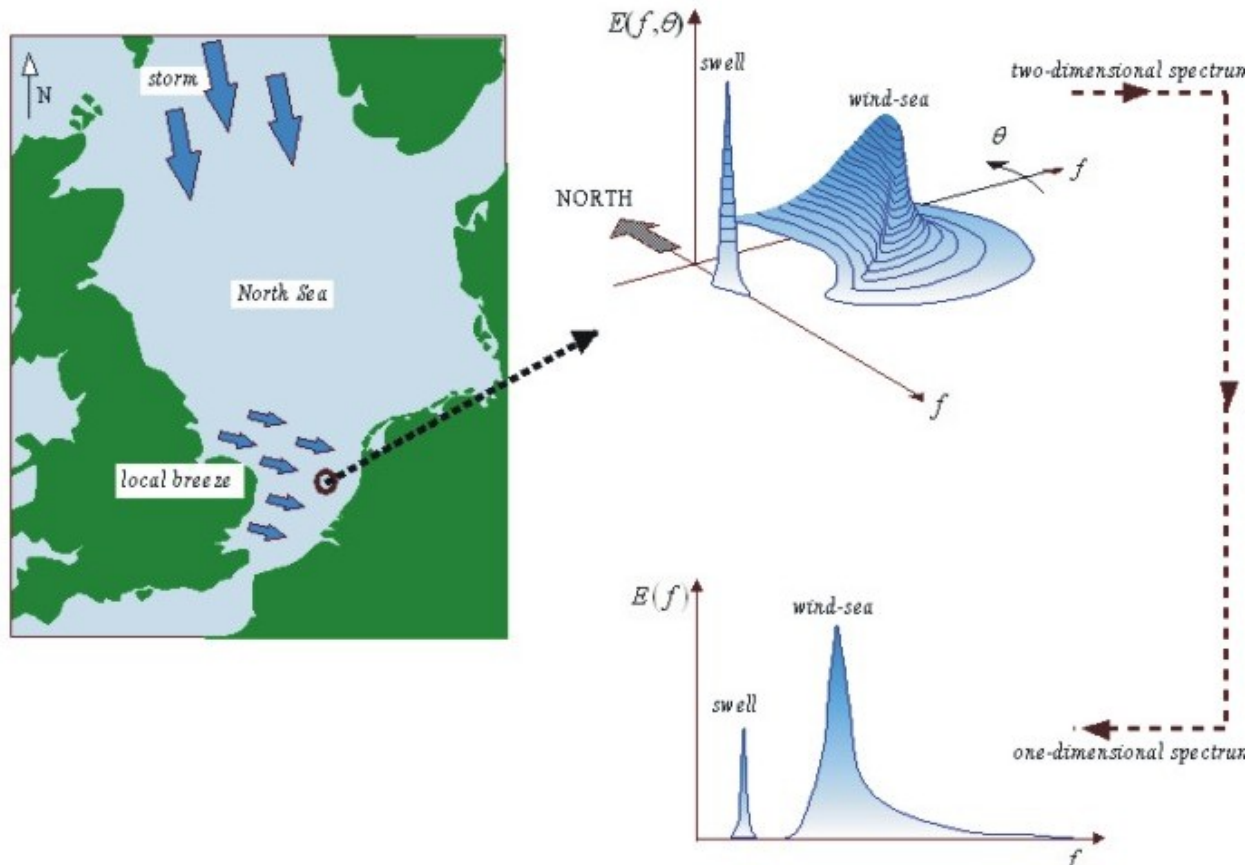 N
storm
North Sea
local breeze
E(f,θ)
swell
wind-sea
two-dimensional spectrum
θ
f
NORTH
f
E(f)
wind-sea
swell
one-dimensional spectrum
f